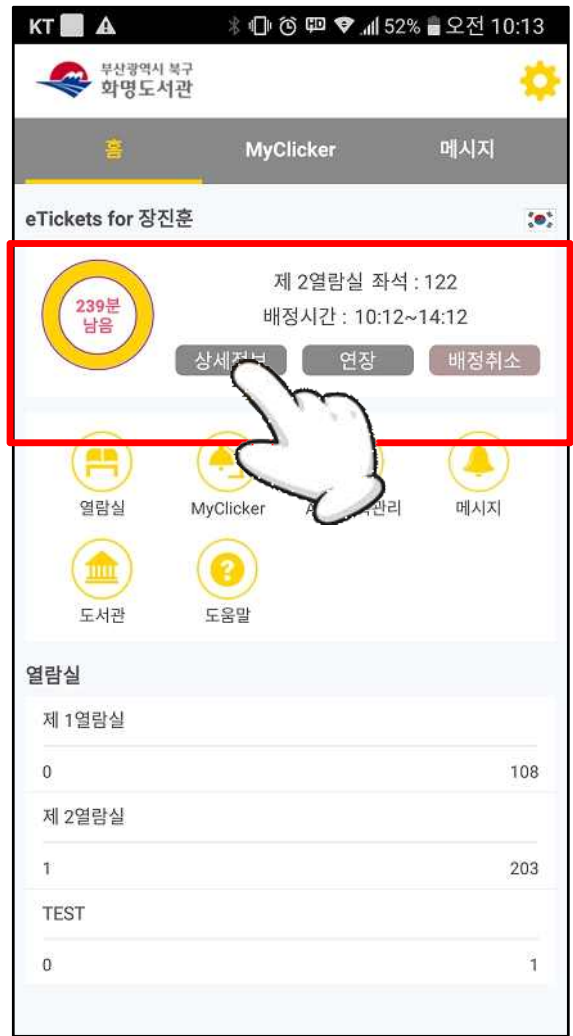 KT 52% 오전 10:13
부산광역시 북구
화명도서관
홈 MyClicker 메시지
eTickets for 장진훈
239분
남음
제 2열람실 좌석 : 122
배정시간 : 10:12~14:12
연장 배정취소
열람실 MyClicker 메시지
도서관 도움말
열람실
제 1열람실
0 108
제 2열람실
1 203
TEST
0 1